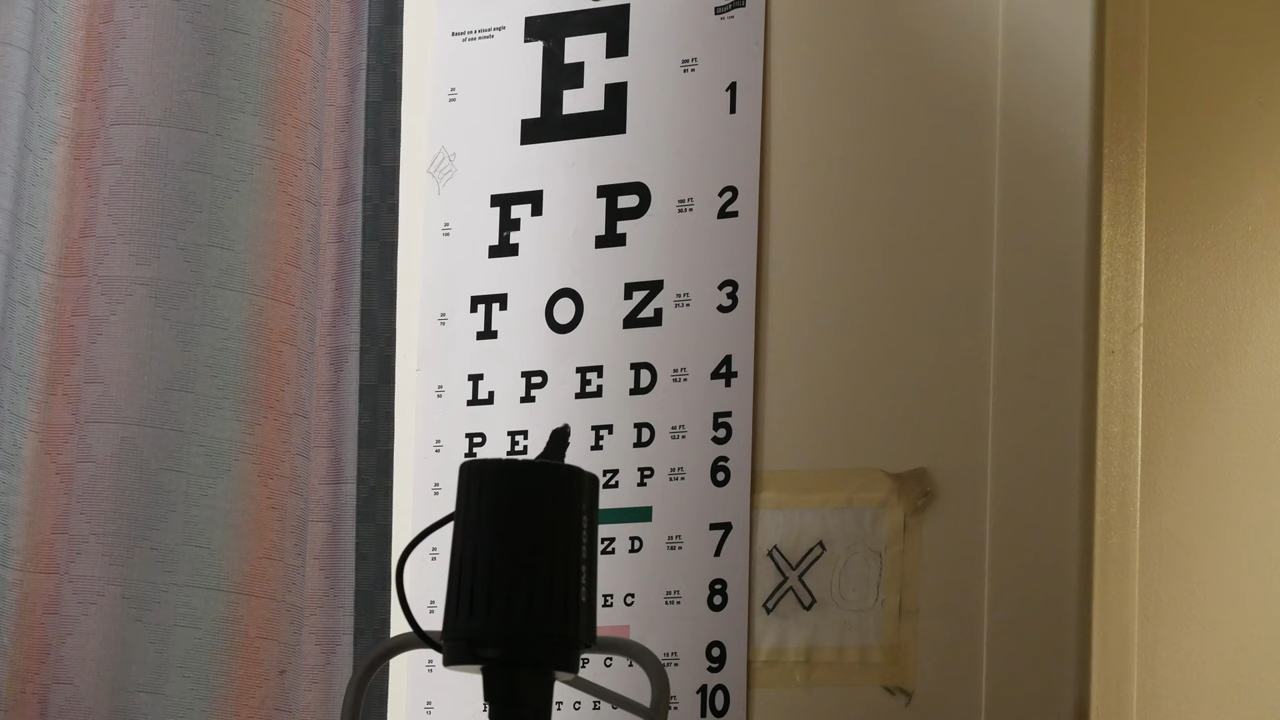 Based on a visual angle
of one minute
E
20
200
200 FT.
61 m
1
F P
20
100
100 FT.
30.5 m
2
T O Z
20
70
70 FT.
21.3 m
3
L P E D
20
50
50 FT.
15.2 m
4
P E F D
20
40
40 FT.
12.2 m
5
Z P
20
30
30 FT.
9.14 m
6
Z D
20
25
25 FT.
7.62 m
7
E C
20
20
20 FT.
6.10 m
8
P C T
20
15
15 FT.
9
T C E O
20
13
10
X O